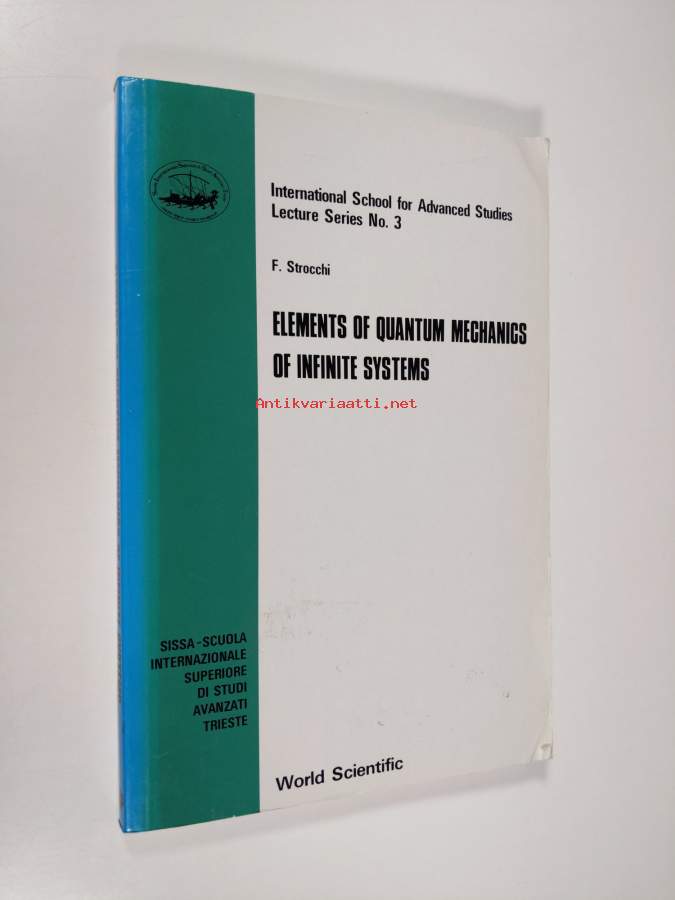 International School for Advanced Studies
Lecture Series No. 3
F. Strocchi
ELEMENTS OF QUANTUM MECHANICS
OF INFINITE SYSTEMS
Antikvariaatti.net
SISSA-SCUOLA
INTERNAZIONALE
SUPERIORE
DI STUDI
AVANZATI
TRIESTE
World Scientific